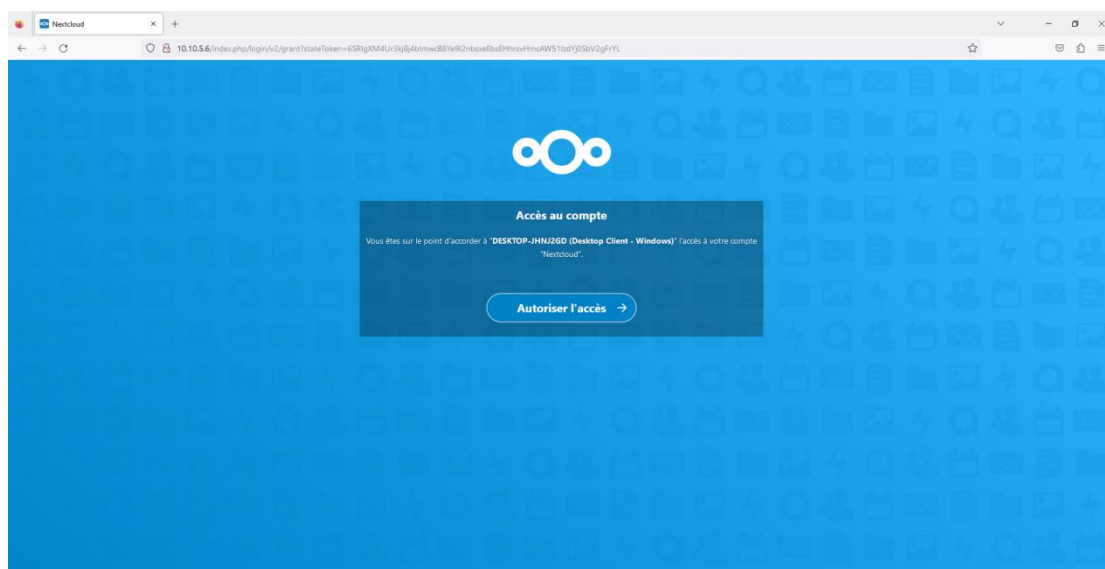 Nextcloud
10.10.5.6/index.php/login/v2/grant?stateToken=
Accès au compte
Vous êtes sur le point d'accorder à "DESKTOP-JHNJ2GD (Desktop Client - Windows)" l'accès à votre compte
"Nextcloud".
Autoriser l'accès